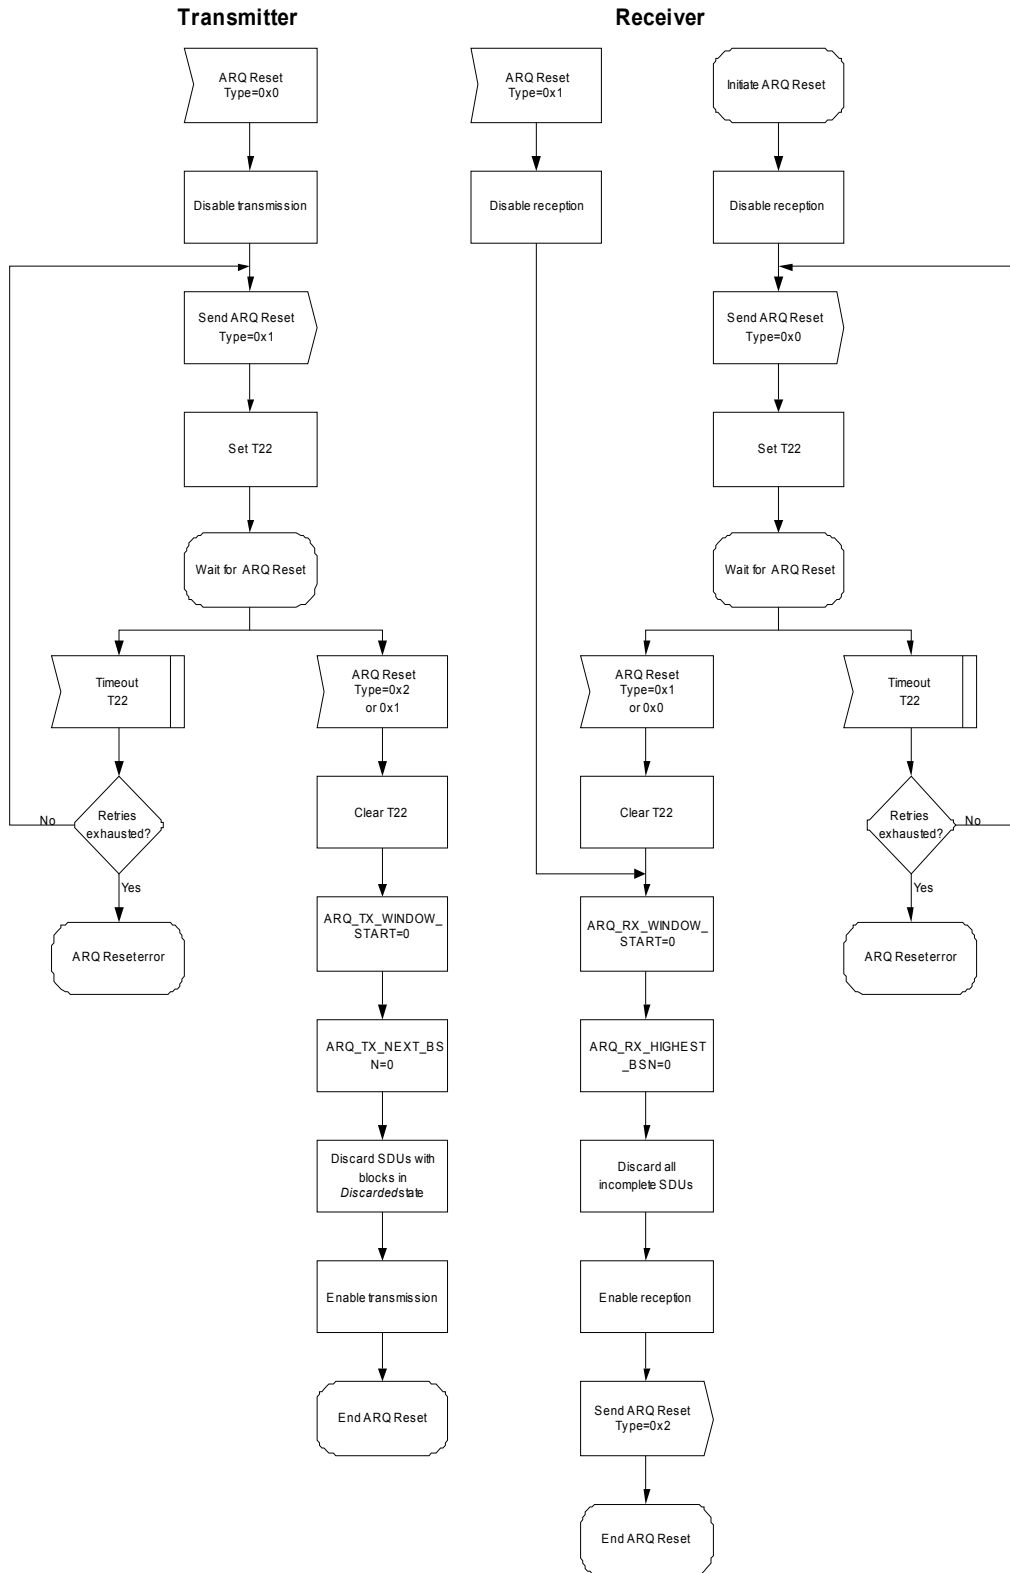 Transmitter
Receiver
ARQ Reset
Type=0x0
Disable transmission
Send ARQ Reset
Type=0x1
Set T22
Wait for ARQ Reset
Timeout
T22
Retries
exhausted?
No
Yes
ARQ Reset error
ARQ Reset
Type=0x2
or 0x1
Clear T22
ARQ_TX_WINDOW_
START=0
ARQ_TX_NEXT_BS
N=0
Discard SDUs with
blocks in
Discarded state
Enable transmission
End ARQ Reset
ARQ Reset
Type=0x1
Disable reception
Initiate ARQ Reset
Disable reception
Send ARQ Reset
Type=0x0
Set T22
Wait for ARQ Reset
ARQ Reset
Type=0x1
or 0x0
Clear T22
ARQ_RX_WINDOW_
START=0
ARQ_RX_HIGHEST
_BSN=0
Discard all
incomplete SDUs
Enable reception
Send ARQ Reset
Type=0x2
End ARQ Reset
Timeout
T22
Retries
exhausted?
No
Yes
ARQ Reset error